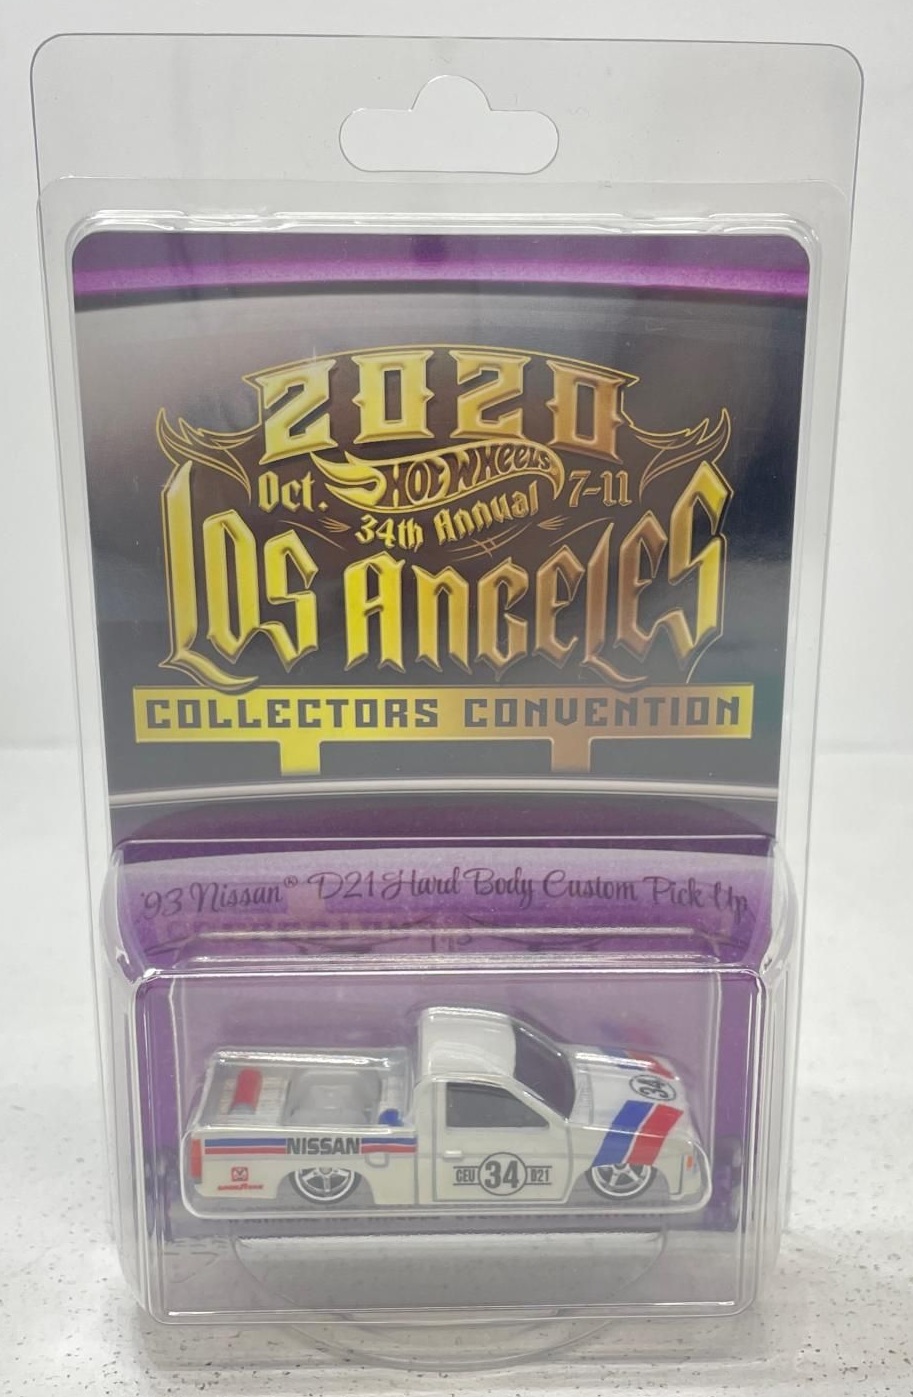 2020
Oct. HOT WHEELS 7-11
34th Annual
LOS ANGELES
COLLECTORS CONVENTION
'93 Nissan® D21 Hard Body Custom Pick-Up
34
NISSAN
CEU 34 D21